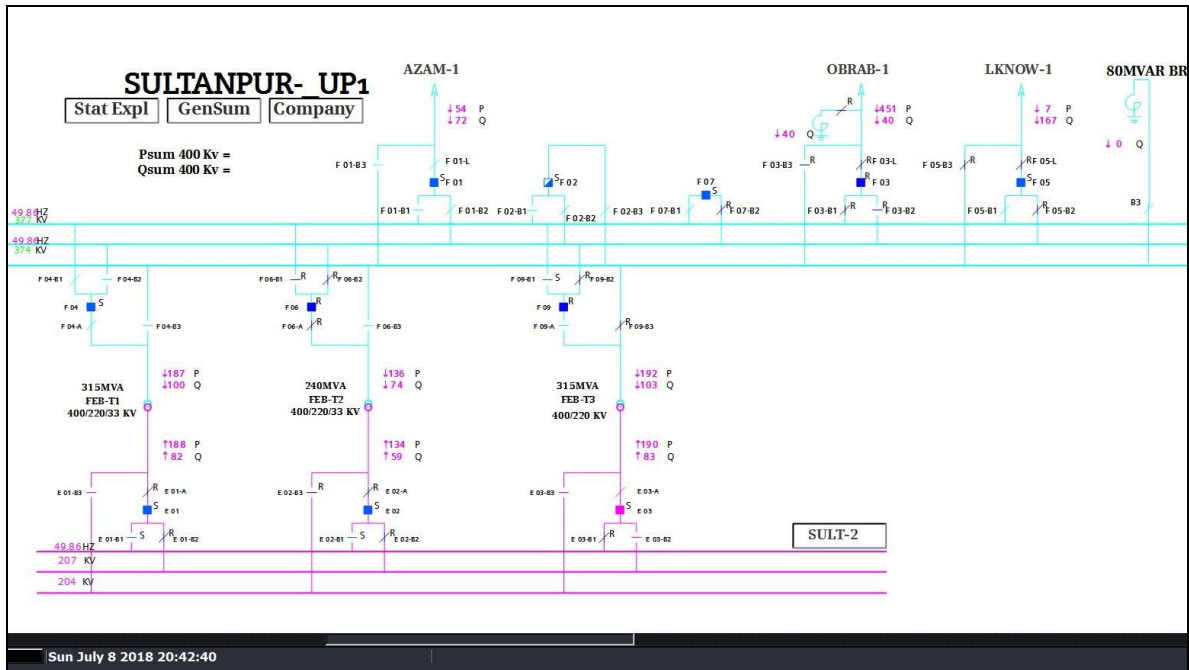 SULTANPUR-_UP1
Stat Expl GenSum Company
Psum 400 Kv =
Qsum 400 Kv =
AZAM-1 OBRAB-1 LKNOW-1 80MVAR BR
↓54 P
↓72 Q
↓40 Q
R
↓451 P
↓40 Q
↓ 7 P
↓167 Q
↓ 0 Q
F 01-B3 F 01-L
S F 01
F 01-B1 F 01-B2
S F 02
F 02-B1 F 02-B2 F 02-B3
F 07
S
F 07-B1 R F 07-B2
F 03-B3 R R F 03-L
R F 03
F 03-B1 R R F 03-B2
F 05-B3 R R F 05-L
S F 05
F 05-B1 R F 05-B2
B3
49.86 HZ
377 KV
49.86 HZ
374 KV
F 04-B1 F 04-B2
F 04 S
F 04-A F 04-B3
F 06-B1 R R F 06-B2
F 06 R
F 06-A R F 06-B3
F 09-B1 S R F 09-B2
F 09 R
F 09-A R F 09-B3
↓187 P
↓100 Q
315MVA
FEB-T1
400/220/33 KV
↑188 P
↑82 Q
↓136 P
↓74 Q
240MVA
FEB-T2
400/220/33 KV
↑134 P
↑59 Q
↓192 P
↓103 Q
315MVA
FEB-T3
400/220 KV
↑190 P
↑83 Q
E 01-B3 R E 01-A
S E 01
E 01-B1 S R E 01-B2
E 02-B3 R R E 02-A
S E 02
E 02-B1 S R E 02-B2
E 03-B3 E 03-A
S E 03
E 03-B1 R E 03-B2
SULT-2
49.86 HZ
207 KV
204 KV
Sun July 8 2018 20:42:40